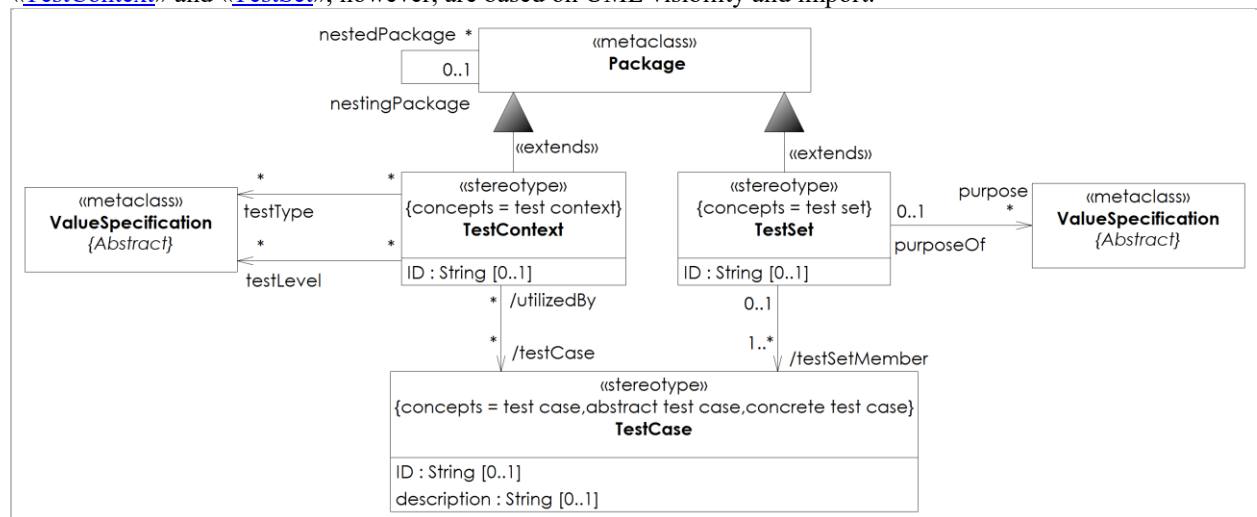 «TestContext» and «TestSet», however, are based on UML visibility and import.
nestedPackage *
«metaclass»
Package
0..1
nestingPackage
«extends»
«extends»
«metaclass»
ValueSpecification
{Abstract}
* *
testType
* *
testLevel
«stereotype»
{concepts = test context}
TestContext
ID : String [0..1]
«stereotype»
{concepts = test set}
TestSet
ID : String [0..1]
purpose
0..1 *
purposeOf
«metaclass»
ValueSpecification
{Abstract}
* /utilizedBy
* /testCase
0..1
1..*
/testSetMember
«stereotype»
{concepts = test case,abstract test case,concrete test case}
TestCase
ID : String [0..1]
description : String [0..1]